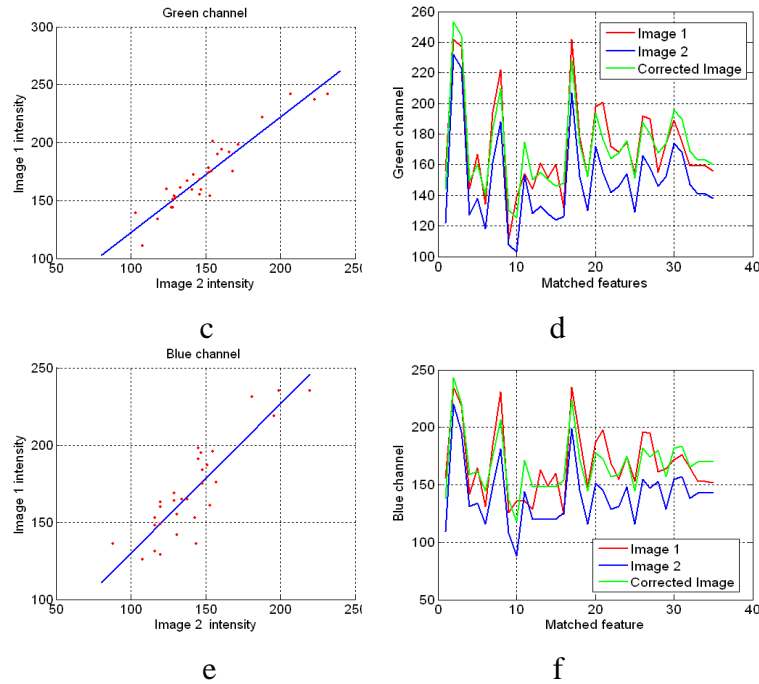 Green channel
300
250
200
150
100
50
100
150
200
250
Image 1 intensity
Image 2 intensity
c
260
240
220
200
180
160
140
120
100
0
10
20
30
40
Green channel
Matched features
Image 1
Image 2
Corrected Image
d
Blue channel
250
200
150
100
50
100
150
200
250
Image 1 intensity
Image 2 intensity
e
250
200
150
100
50
0
10
20
30
40
Blue channel
Matched feature
Image 1
Image 2
Corrected Image
f